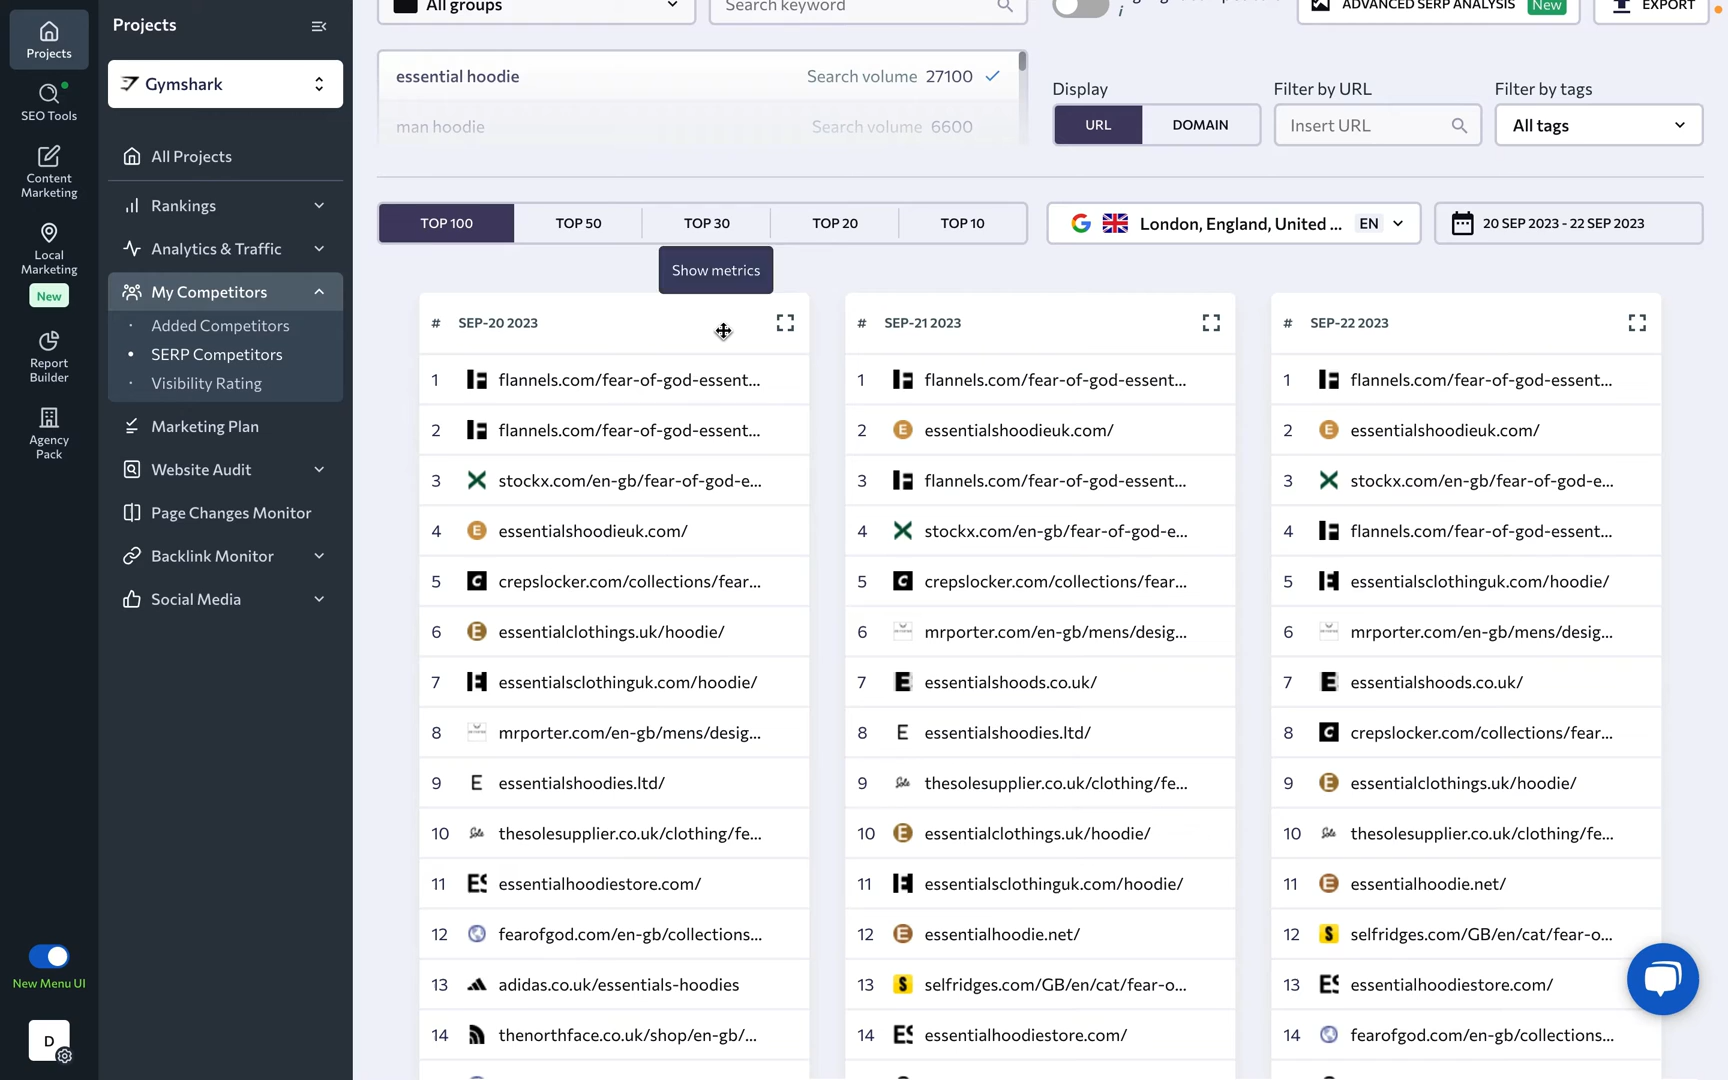 Projects
SEO Tools
Content
Marketing
Local
Marketing
New
Report
Builder
Agency
Pack
New Menu UI
D
Projects
Gymshark
All Projects
Rankings
Analytics & Traffic
My Competitors
Added Competitors
SERP Competitors
Visibility Rating
Marketing Plan
Website Audit
Page Changes Monitor
Backlink Monitor
Social Media
All groups
Search keyword
ADVANCED SERP ANALYSIS New
EXPORT
essential hoodie Search volume 27100
man hoodie Search volume 6600
Display
URL DOMAIN
Filter by URL
Insert URL
Filter by tags
All tags
TOP 100 TOP 50 TOP 30 TOP 20 TOP 10
London, England, United ... EN
20 SEP 2023 - 22 SEP 2023
Show metrics
# SEP-20 2023
1 flannels.com/fear-of-god-essent...
2 flannels.com/fear-of-god-essent...
3 stockx.com/en-gb/fear-of-god-e...
4 essentialshoodieuk.com/
5 crepslocker.com/collections/fear...
6 essentialclothings.uk/hoodie/
7 essentialsclothinguk.com/hoodie/
8 mrporter.com/en-gb/mens/desig...
9 essentialshoodies.ltd/
10 thesolesupplier.co.uk/clothing/fe...
11 essentialhoodiestore.com/
12 fearofgod.com/en-gb/collections...
13 adidas.co.uk/essentials-hoodies
14 thenorthface.co.uk/shop/en-gb/...
# SEP-21 2023
1 flannels.com/fear-of-god-essent...
2 essentialshoodieuk.com/
3 flannels.com/fear-of-god-essent...
4 stockx.com/en-gb/fear-of-god-e...
5 crepslocker.com/collections/fear...
6 mrporter.com/en-gb/mens/desig...
7 essentialshoods.co.uk/
8 essentialshoodies.ltd/
9 thesolesupplier.co.uk/clothing/fe...
10 essentialclothings.uk/hoodie/
11 essentialsclothinguk.com/hoodie/
12 essentialhoodie.net/
13 selfridges.com/GB/en/cat/fear-o...
14 essentialhoodiestore.com/
# SEP-22 2023
1 flannels.com/fear-of-god-essent...
2 essentialshoodieuk.com/
3 stockx.com/en-gb/fear-of-god-e...
4 flannels.com/fear-of-god-essent...
5 essentialsclothinguk.com/hoodie/
6 mrporter.com/en-gb/mens/desig...
7 essentialshoods.co.uk/
8 crepslocker.com/collections/fear...
9 essentialclothings.uk/hoodie/
10 thesolesupplier.co.uk/clothing/fe...
11 essentialhoodie.net/
12 selfridges.com/GB/en/cat/fear-o...
13 essentialhoodiestore.com/
14 fearofgod.com/en-gb/collections...